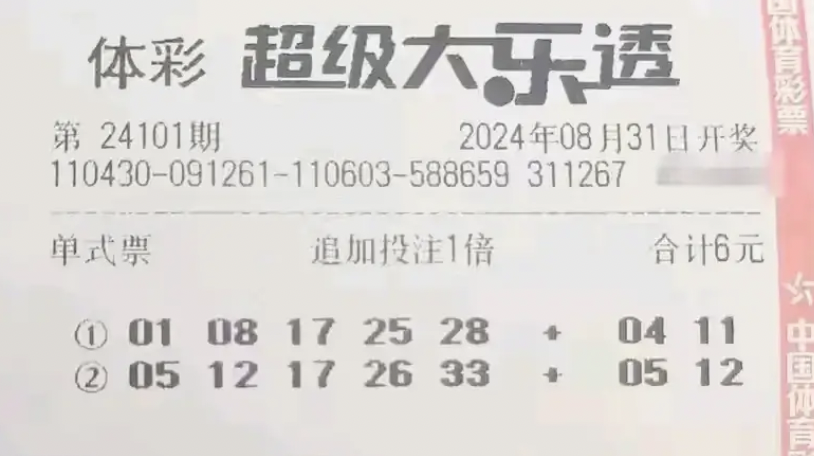 体彩 超级大乐透
第 24101期 2024年08月31日开奖
110430-091261-110603-588659 311267
单式票 追加投注1倍 合计6元
① 01 08 17 25 28 + 04 11
② 05 12 17 26 33 + 05 12
国体育彩票
中国体育